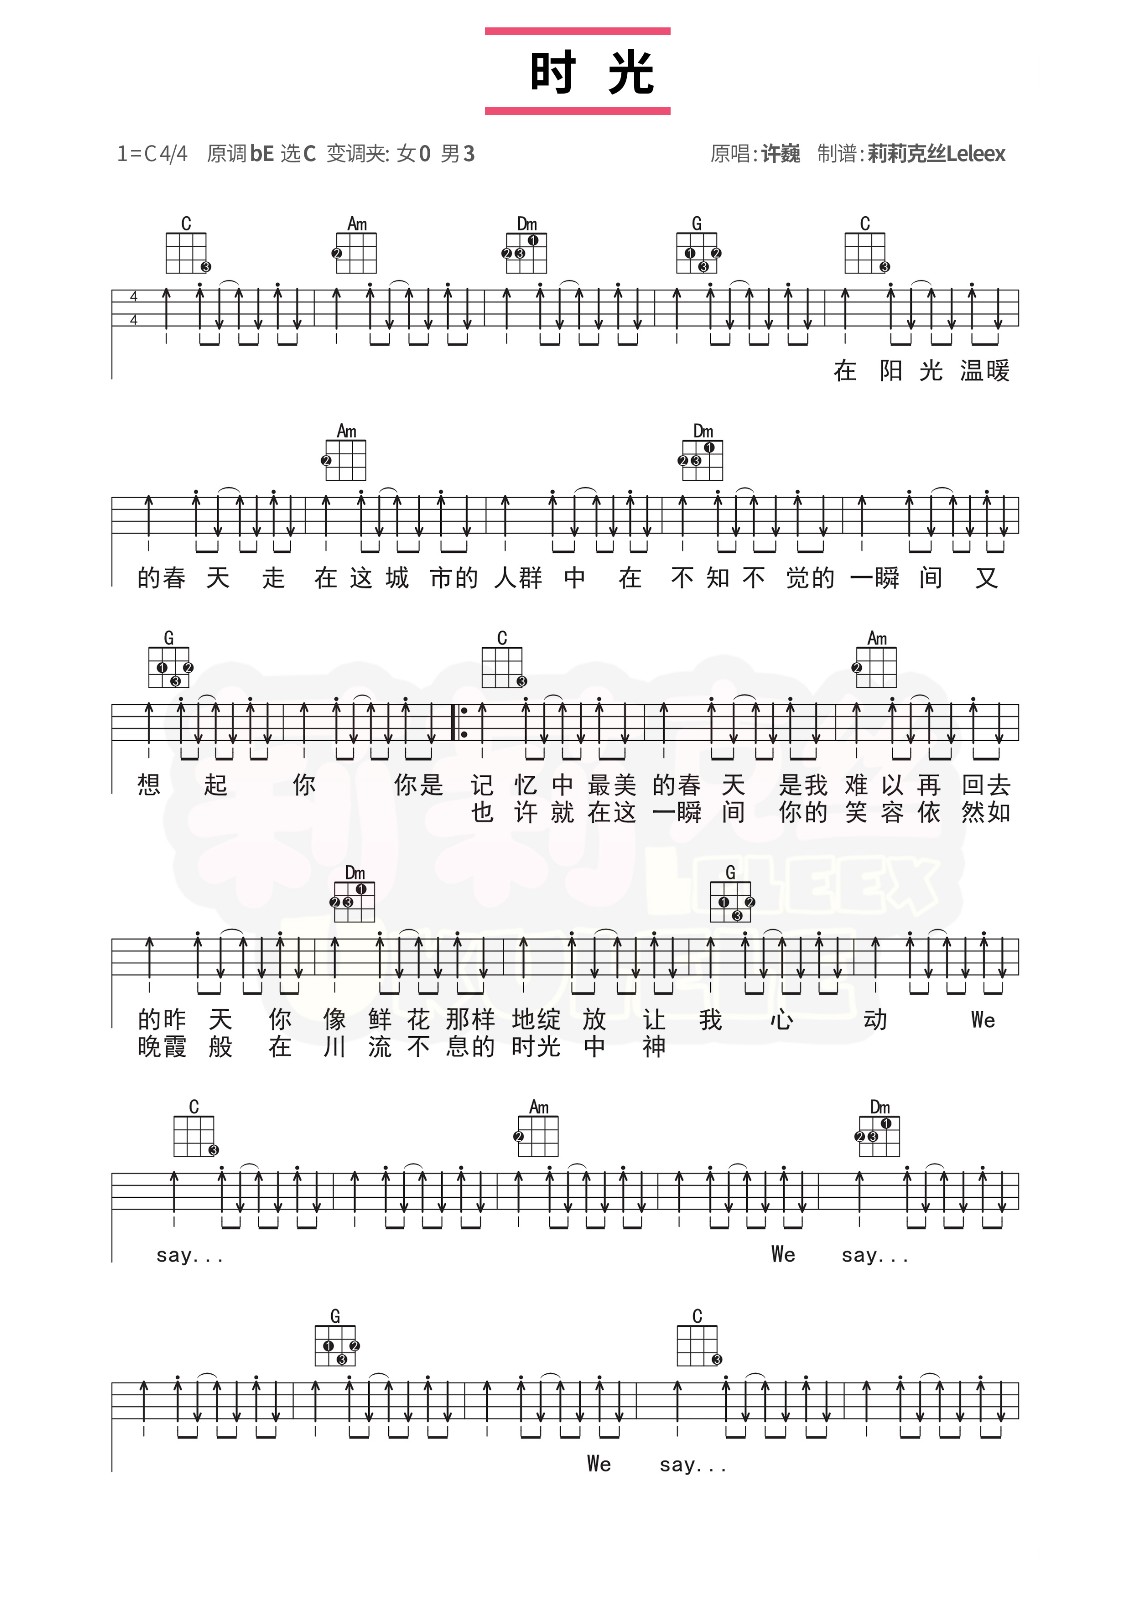 时 光
1=C 4/4 原调bE 选C 变调夹: 女0 男3 原唱:许巍 制谱:莉莉克丝Leleex
C Am Dm G C
4
4
在 阳 光 温暖
Am Dm
的春 天 走 在 这 城 市的 人群 中 在 不 知 不 觉的 一瞬 间 又
G C Am
想 起 你 你是 记 忆 中 最美 的春 天 是我 难 以 再 回去
也 许 就 在这 一瞬 间 你的 笑 容 依 然如
Dm G
的昨 天 你 像 鲜 花 那样 地绽 放 让 我 心 动 We
晚霞 般 在 川 流 不 息的 时光 中 神
C Am Dm
say... We say...
G C
We say...
莉莉克丝
LELEEX
UKULELE